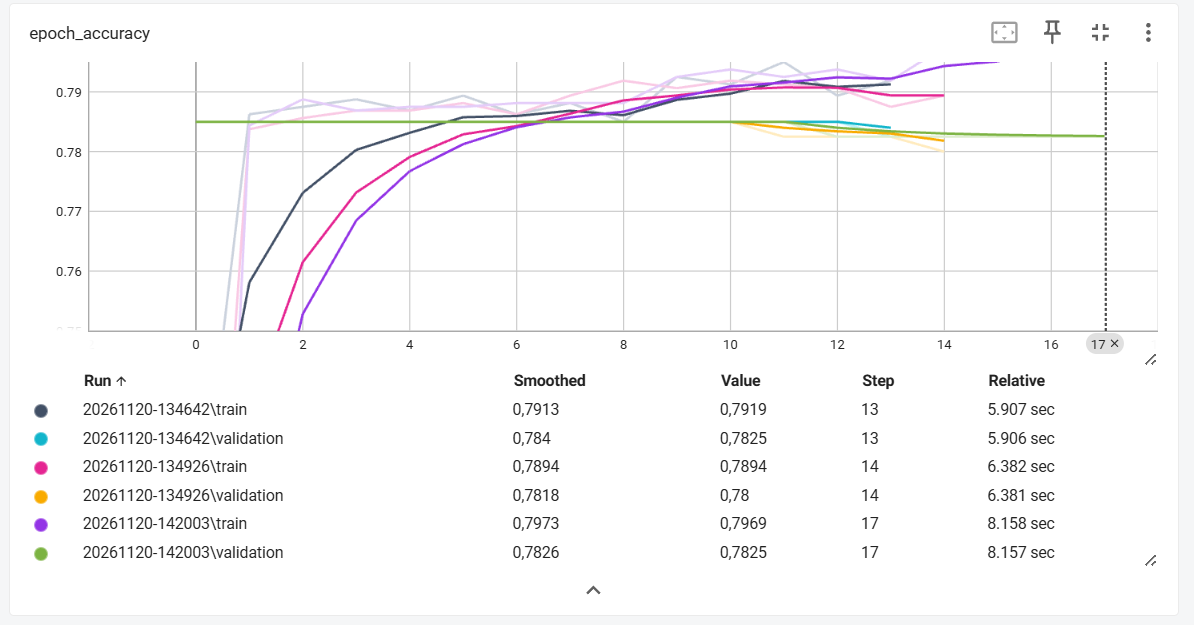 epoch_accuracy
0.79
0.78
0.77
0.76
0 2 4 6 8 10 12 14 16 17 ✕
Run ↑ Smoothed Value Step Relative
20261120-134642\train 0,7913 0,7919 13 5.907 sec
20261120-134642\validation 0,784 0,7825 13 5.906 sec
20261120-134926\train 0,7894 0,7894 14 6.382 sec
20261120-134926\validation 0,7818 0,78 14 6.381 sec
20261120-142003\train 0,7973 0,7969 17 8.158 sec
20261120-142003\validation 0,7826 0,7825 17 8.157 sec